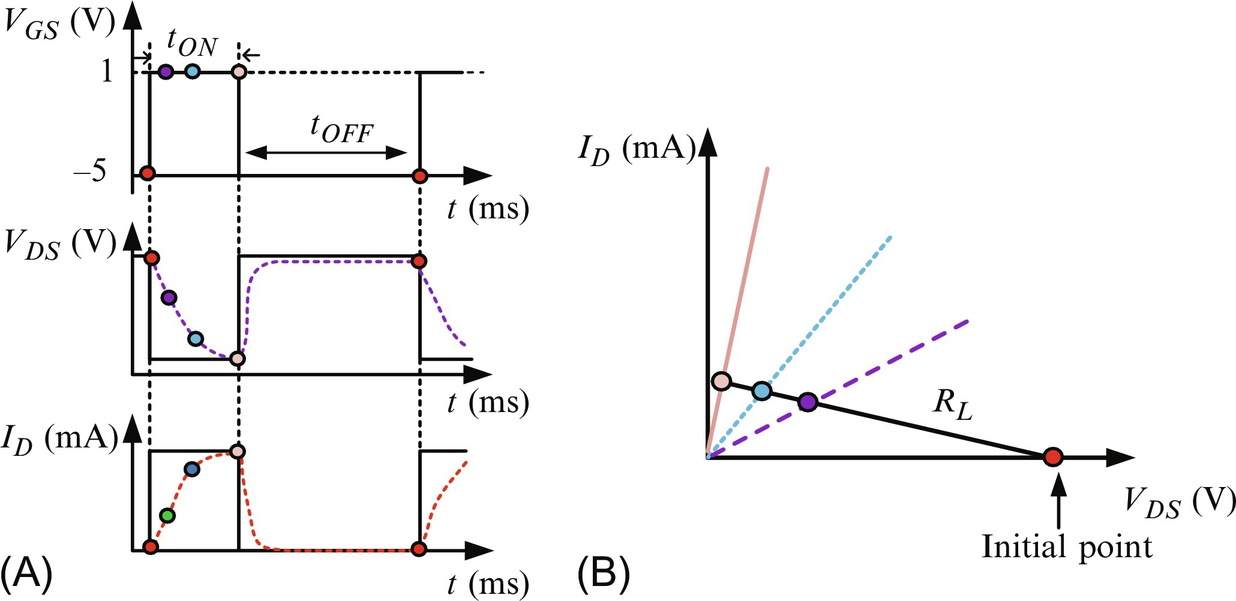 V_GS (V)
t_ON
1
t_OFF
–5
t (ms)
V_DS (V)
t (ms)
I_D (mA)
t (ms)
(A)
I_D (mA)
R_L
V_DS (V)
Initial point
(B)